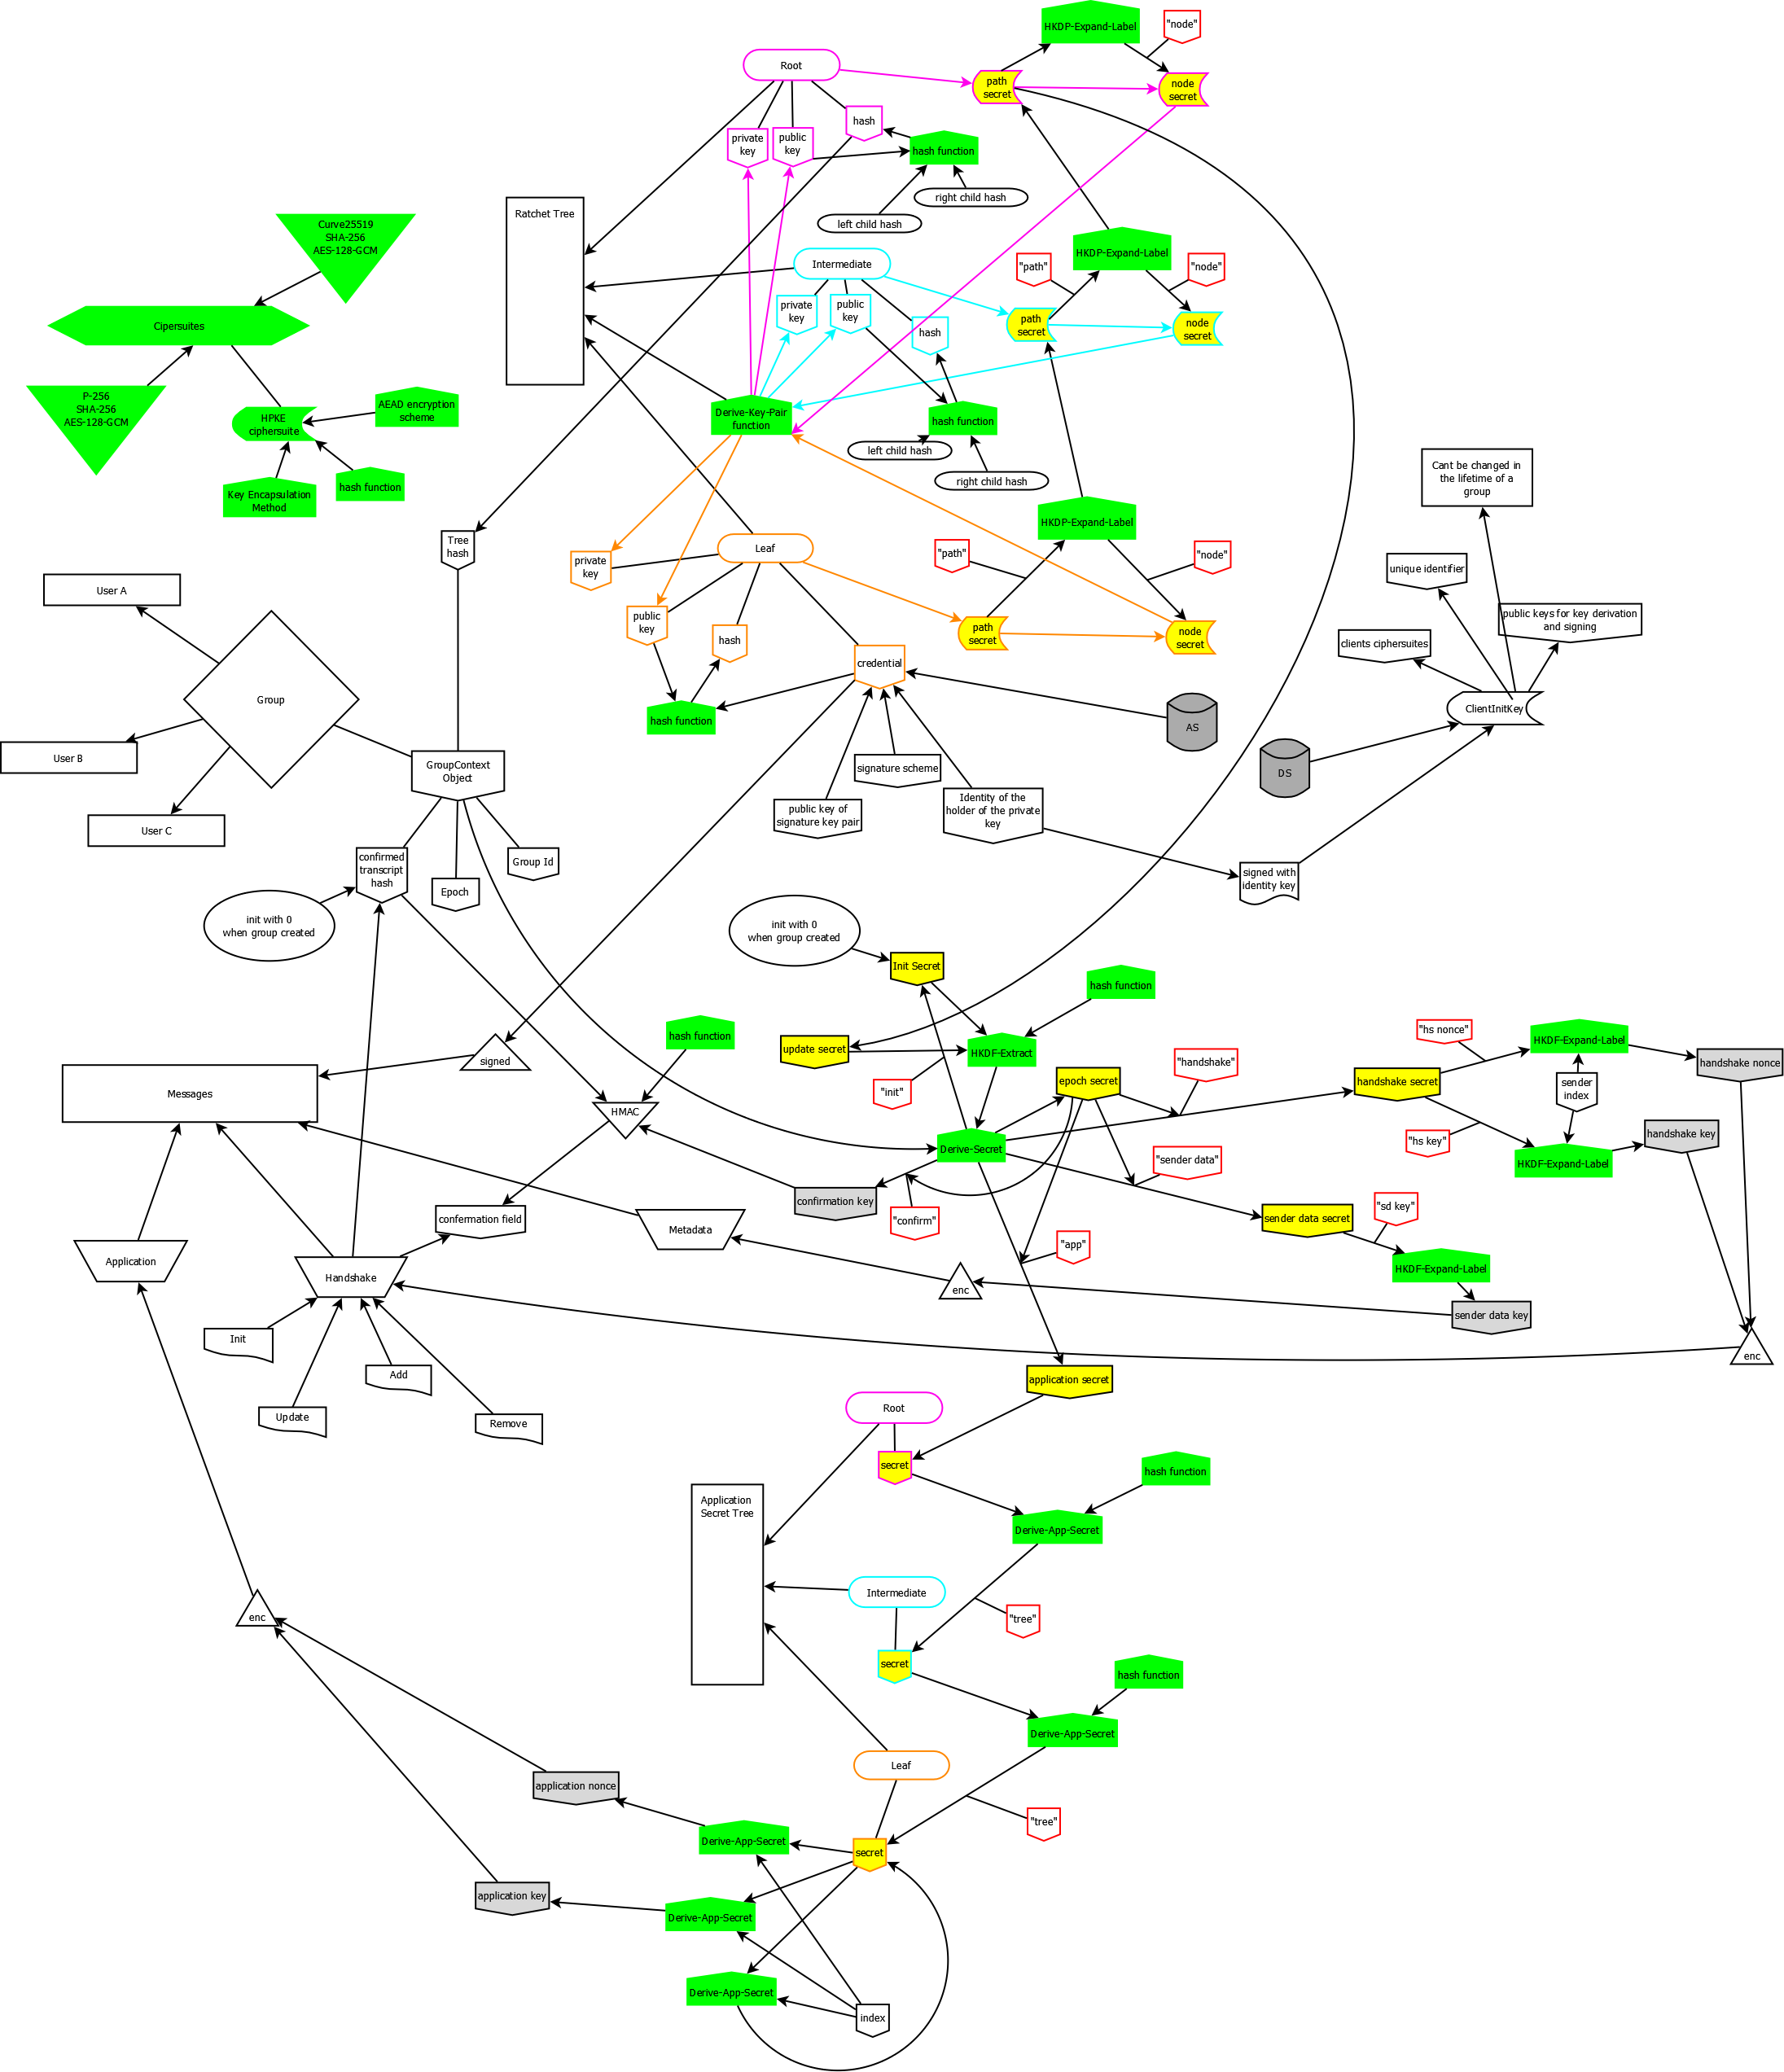 HKDP-Expand-Label
"node"
Root
path
secret
node
secret
private
key
public
key
hash
hash function
right child hash
left child hash
Ratchet Tree
Curve25519
SHA-256
AES-128-GCM
Cipersuites
P-256
SHA-256
AES-128-GCM
HPKE
ciphersuite
AEAD encryption
scheme
Key Encapsulation
Method
hash function
Intermediate
private
key
public
key
hash
HKDP-Expand-Label
"path"
"node"
path
secret
node
secret
Derive-Key-Pair
function
hash function
left child hash
right child hash
Cant be changed in
the lifetime of a
group
Tree
hash
Leaf
private
key
public
key
hash
HKDP-Expand-Label
"path"
"node"
path
secret
node
secret
credential
hash function
unique identifier
public keys for key derivation
and signing
clients ciphersuites
ClientInitKey
AS
DS
User A
Group
User B
User C
GroupContext
Object
signature scheme
public key of
signature key pair
Identity of the
holder of the private
key
signed with
identity key
confirmed
transcript
hash
Epoch
Group Id
init with 0
when group created
init with 0
when group created
Init Secret
hash function
hash function
update secret
HKDF-Extract
"init"
epoch secret
"handshake"
handshake secret
"hs nonce"
HKDF-Expand-Label
handshake nonce
sender
index
"hs key"
handshake key
HKDF-Expand-Label
signed
Messages
HMAC
Derive-Secret
"sender data"
confirmation key
"confirm"
confermation field
Metadata
"app"
sender data secret
"sd key"
HKDF-Expand-Label
sender data key
enc
enc
Application
Handshake
Init
Add
Update
Remove
application secret
Root
secret
hash function
Application
Secret Tree
Derive-App-Secret
Intermediate
"tree"
secret
hash function
enc
Derive-App-Secret
Leaf
application nonce
"tree"
Derive-App-Secret
secret
application key
Derive-App-Secret
Derive-App-Secret
index